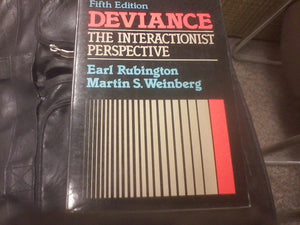 Fifth Edition
DEVIANCE
THE INTERACTIONIST
PERSPECTIVE
Earl Rubington
Martin S. Weinberg